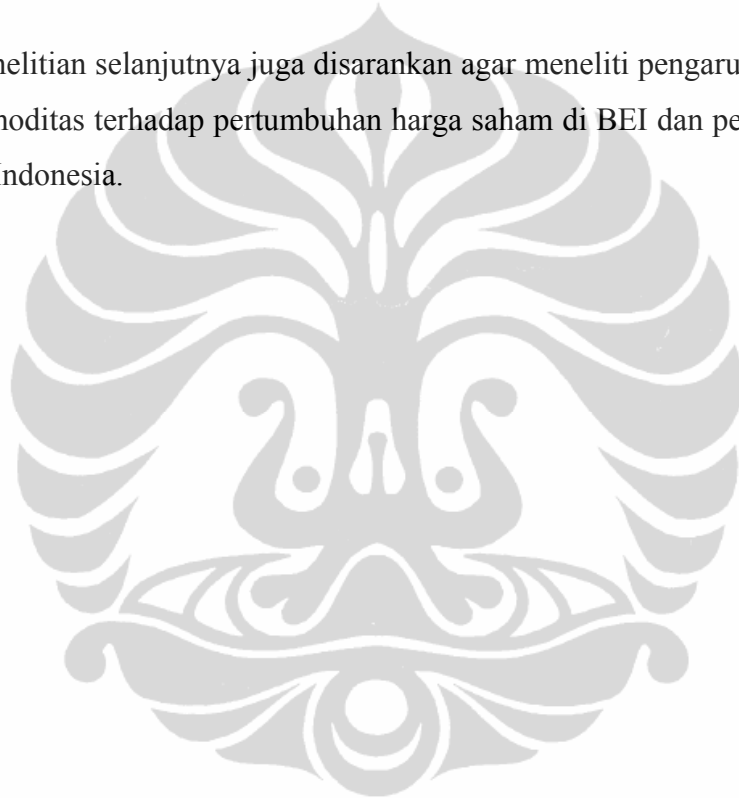 nelitian selanjutnya juga disarankan agar meneliti pengaru
noditas terhadap pertumbuhan harga saham di BEI dan pe
Indonesia.